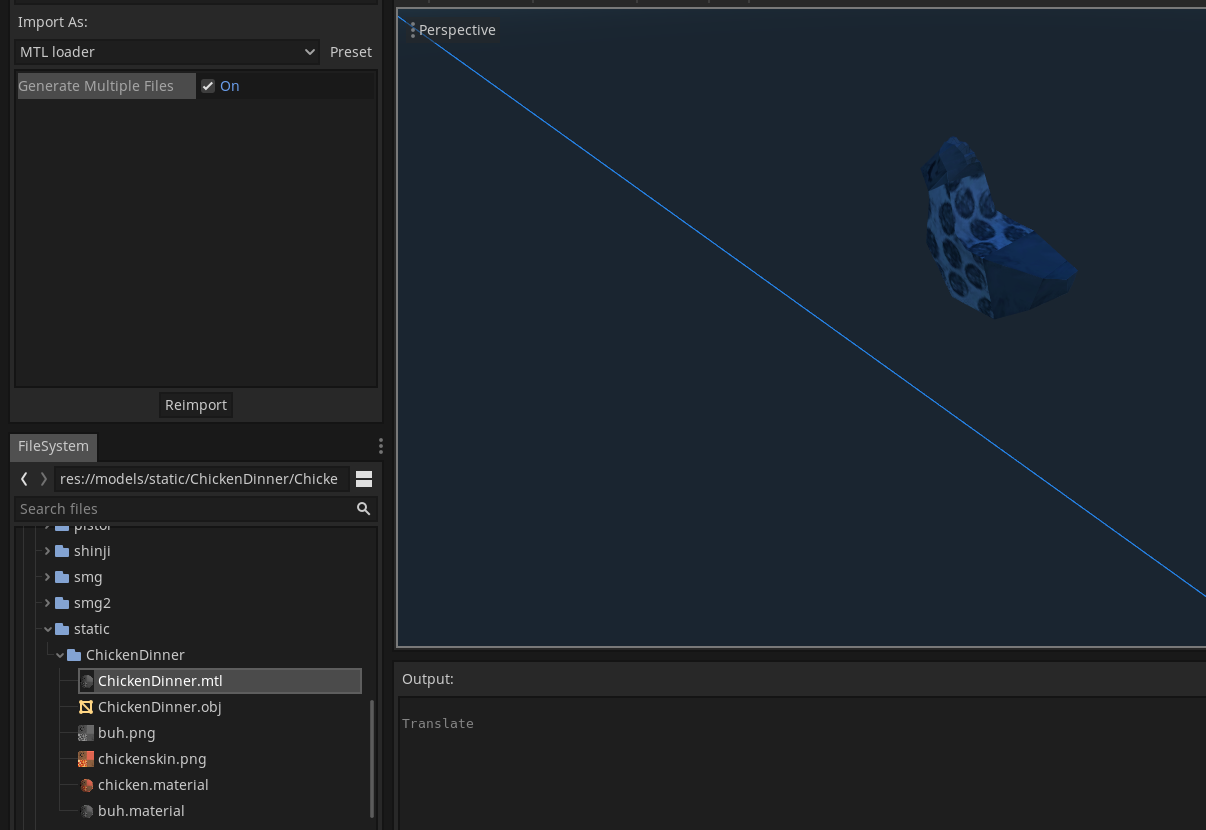 Import As:
MTL loader
Preset
Generate Multiple Files
On
Reimport
FileSystem
res://models/static/ChickenDinner/Chicke
Search files
pistol
shinji
smg
smg2
static
ChickenDinner
ChickenDinner.mtl
ChickenDinner.obj
buh.png
chickenskin.png
chicken.material
buh.material
Perspective
Output:
Translate